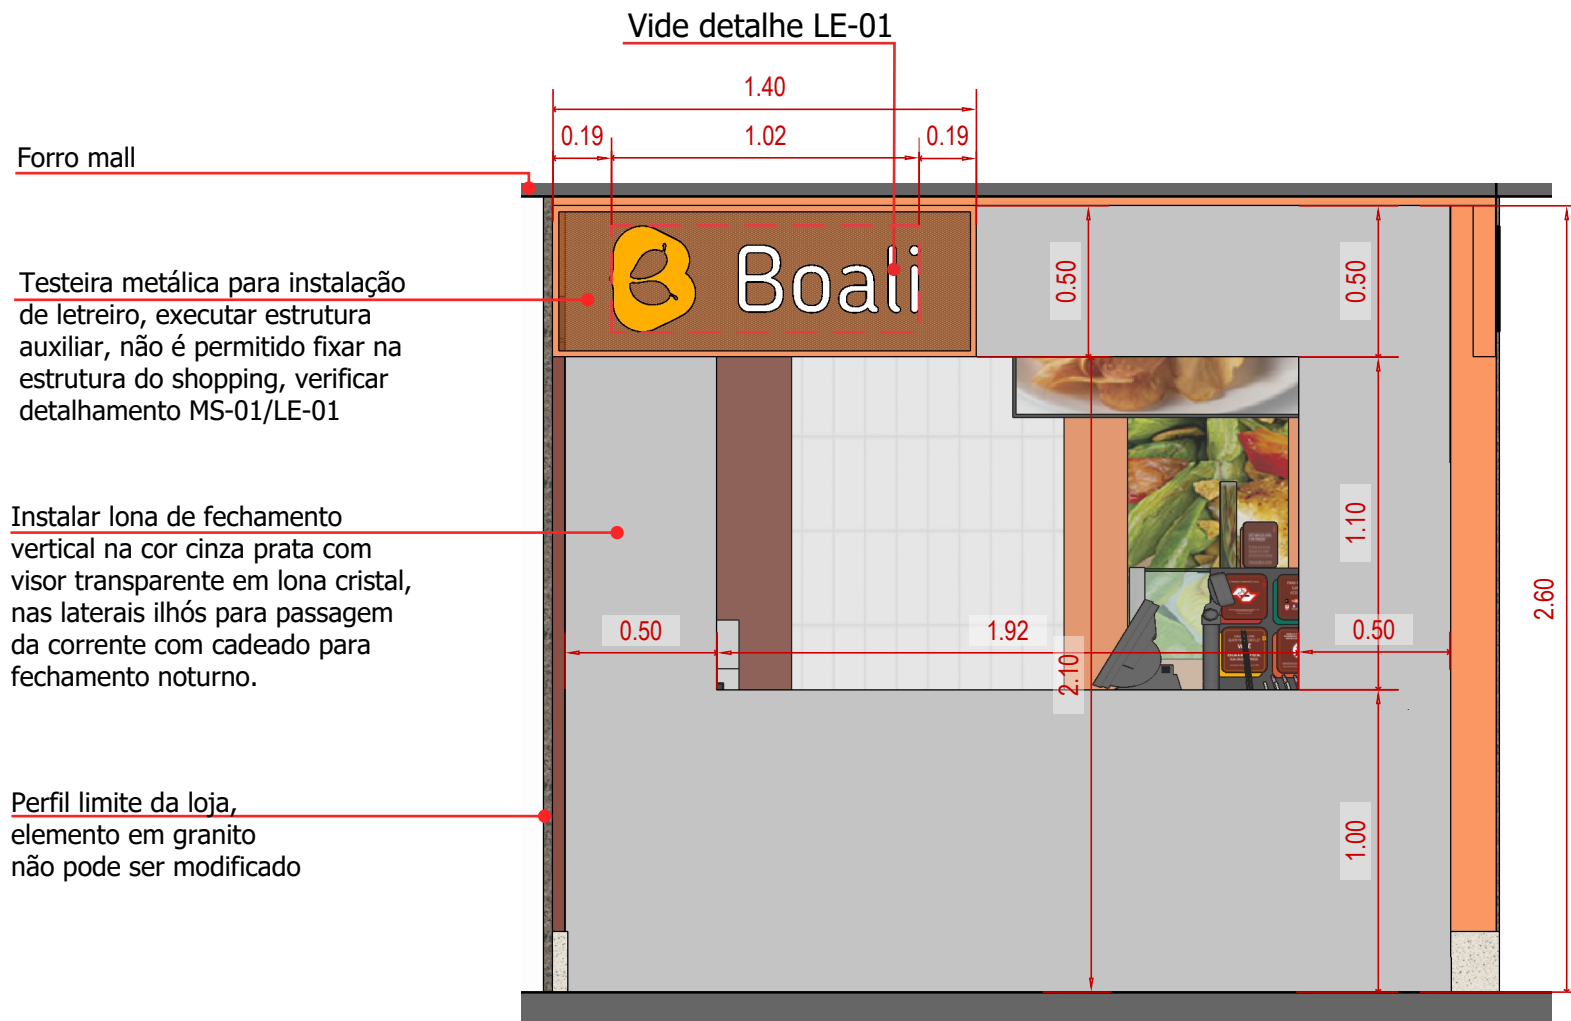 Vide detalhe LE-01
1.40
0.19
1.02
0.19
Forro mall
Boali
Testeira metálica para instalação
de letreiro, executar estrutura
auxiliar, não é permitido fixar na
estrutura do shopping, verificar
detalhamento MS-01/LE-01
0.50
0.50
Instalar lona de fechamento
vertical na cor cinza prata com
visor transparente em lona cristal,
nas laterais ilhós para passagem
da corrente com cadeado para
fechamento noturno.
1.10
2.60
0.50
1.92
0.50
2.10
Perfil limite da loja,
elemento em granito
não pode ser modificado
1.00